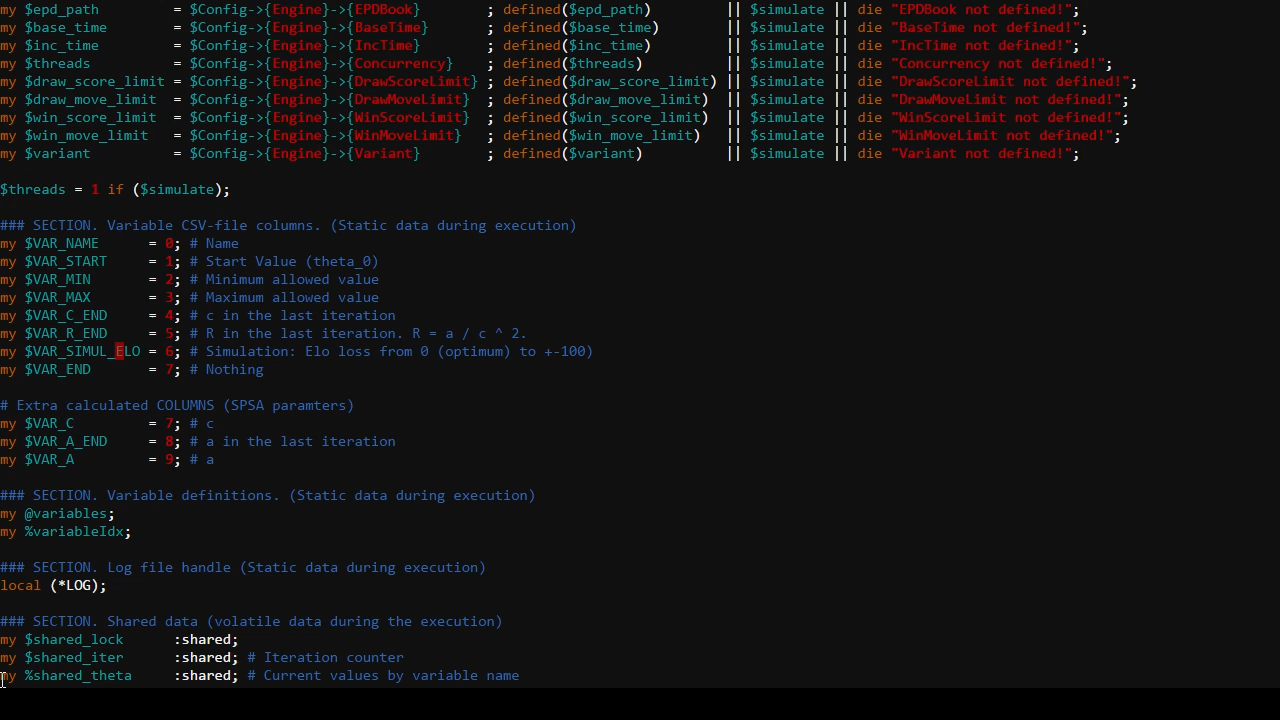 my $epd_path         = $Config->{Engine}->{EPDBook}        ; defined($epd_path)         || $simulate || die "EPDBook not defined!";
my $base_time        = $Config->{Engine}->{BaseTime}       ; defined($base_time)        || $simulate || die "BaseTime not defined!";
my $inc_time         = $Config->{Engine}->{IncTime}        ; defined($inc_time)         || $simulate || die "IncTime not defined!";
my $threads          = $Config->{Engine}->{Concurrency}    ; defined($threads)          || $simulate || die "Concurrency not defined!";
my $draw_score_limit = $Config->{Engine}->{DrawScoreLimit} ; defined($draw_score_limit) || $simulate || die "DrawScoreLimit not defined!";
my $draw_move_limit  = $Config->{Engine}->{DrawMoveLimit}  ; defined($draw_move_limit)  || $simulate || die "DrawMoveLimit not defined!";
my $win_score_limit  = $Config->{Engine}->{WinScoreLimit}  ; defined($win_score_limit)  || $simulate || die "WinScoreLimit not defined!";
my $win_move_limit   = $Config->{Engine}->{WinMoveLimit}   ; defined($win_move_limit)   || $simulate || die "WinMoveLimit not defined!";
my $variant          = $Config->{Engine}->{Variant}        ; defined($variant)          || $simulate || die "Variant not defined!";

$threads = 1 if ($simulate);

### SECTION. Variable CSV-file columns. (Static data during execution)
my $VAR_NAME      = 0; # Name
my $VAR_START     = 1; # Start Value (theta_0)
my $VAR_MIN       = 2; # Minimum allowed value
my $VAR_MAX       = 3; # Maximum allowed value
my $VAR_C_END     = 4; # c in the last iteration
my $VAR_R_END     = 5; # R in the last iteration. R = a / c ^ 2.
my $VAR_SIMUL_ELO = 6; # Simulation: Elo loss from 0 (optimum) to +-100)
my $VAR_END       = 7; # Nothing

# Extra calculated COLUMNS (SPSA paramters)
my $VAR_C         = 7; # c
my $VAR_A_END     = 8; # a in the last iteration
my $VAR_A         = 9; # a

### SECTION. Variable definitions. (Static data during execution)
my @variables;
my %variableIdx;

### SECTION. Log file handle (Static data during execution)
local (*LOG);

### SECTION. Shared data (volatile data during the execution)
my $shared_lock      :shared;
my $shared_iter      :shared; # Iteration counter
my %shared_theta     :shared; # Current values by variable name